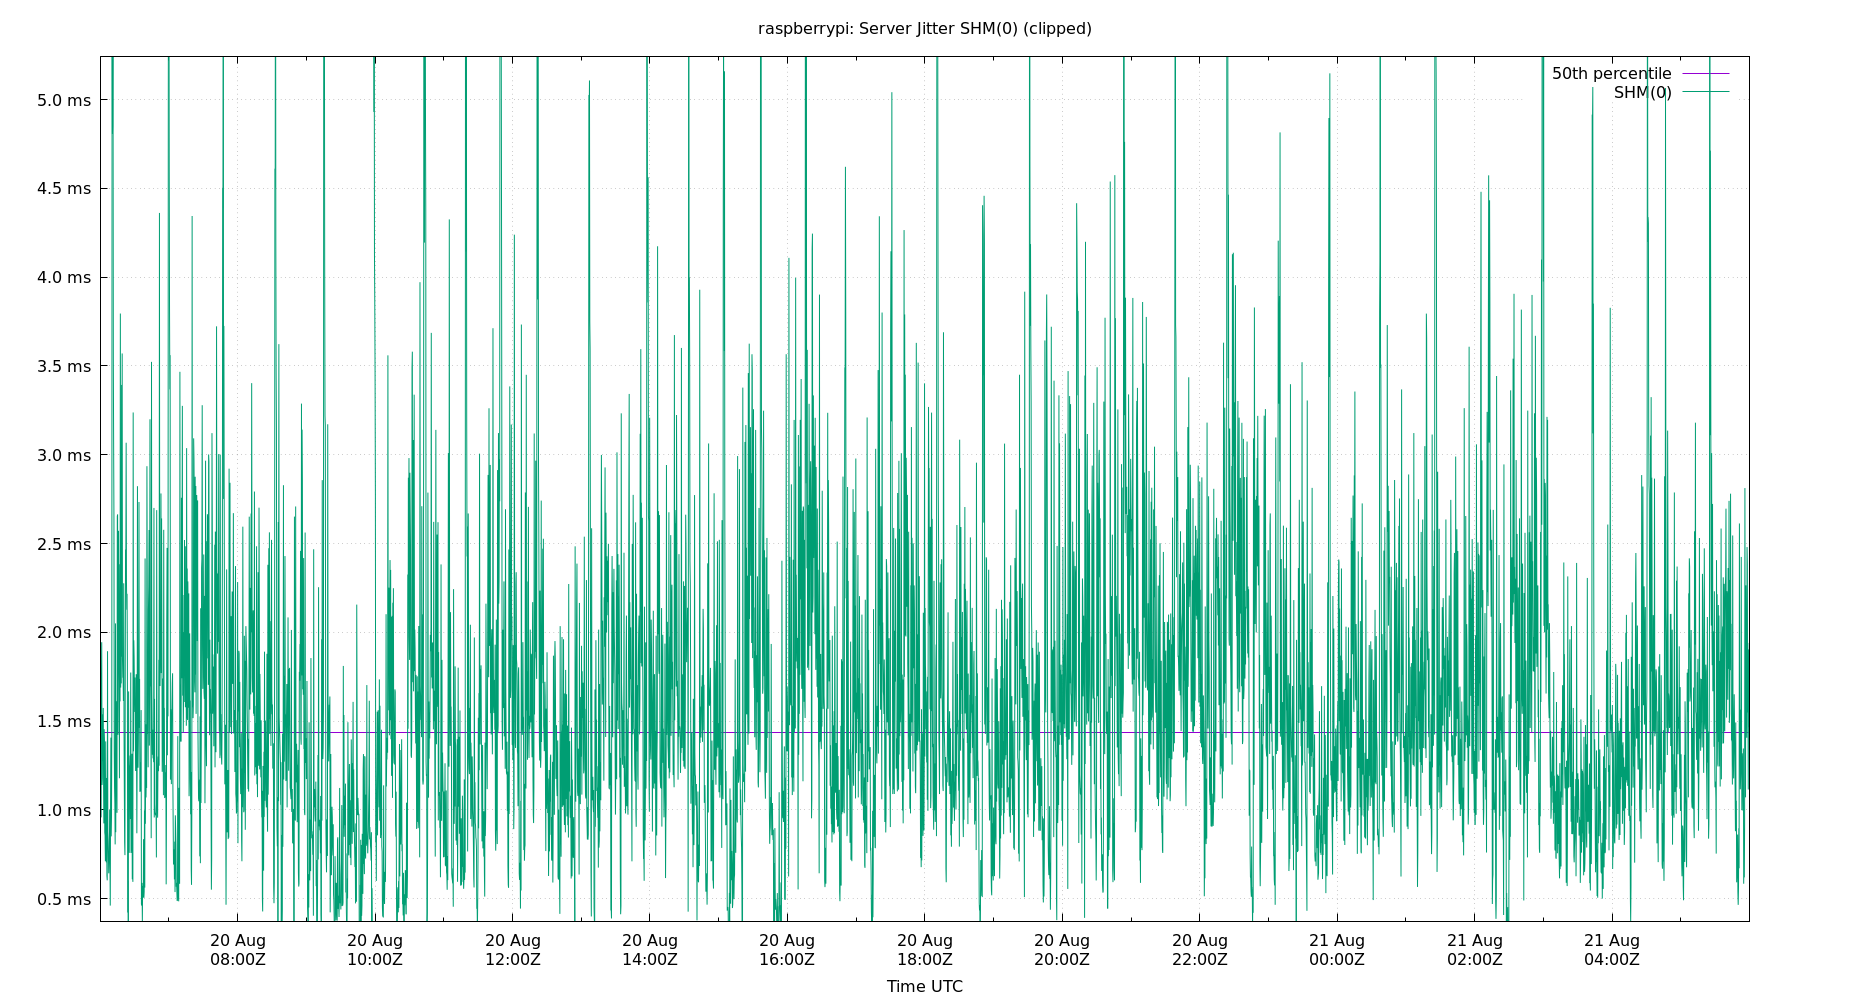 raspberrypi: Server Jitter SHM(0) (clipped)
50th percentile
SHM(0)
5.0 ms
4.5 ms
4.0 ms
3.5 ms
3.0 ms
2.5 ms
2.0 ms
1.5 ms
1.0 ms
0.5 ms
20 Aug 20 Aug 20 Aug 20 Aug 20 Aug 20 Aug 20 Aug 20 Aug 21 Aug 21 Aug 21 Aug
08:00Z 10:00Z 12:00Z 14:00Z 16:00Z 18:00Z 20:00Z 22:00Z 00:00Z 02:00Z 04:00Z
Time UTC